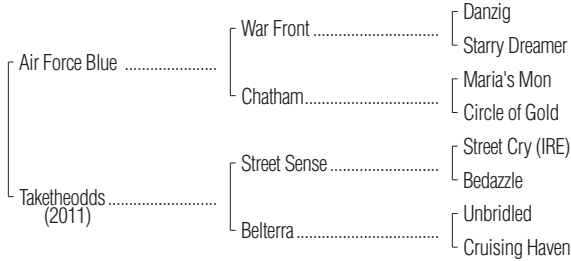 Danzig
War Front ........................................
Starry Dreamer
Air Force Blue .............................
Maria's Mon
Chatham...........................................
Circle of Gold
Street Cry (IRE)
Street Sense ..................................
Bedazzle
Taketheodds ..................................
(2011)
Unbridled
Belterra.............................................
Cruising Haven